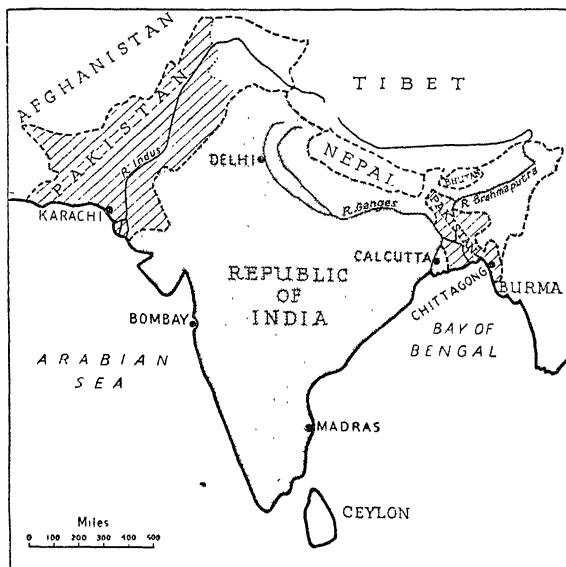 AFGHANISTAN
PAKISTAN
TIBET
R. Indus
DELHI
NEPAL
BHUTAN
R. Brahmaputra
R. Ganges
PAKISTAN
KARACHI
CALCUTTA
CHITTAGONG
BURMA
REPUBLIC
OF
INDIA
BOMBAY
BAY OF
BENGAL
ARABIAN
SEA
MADRAS
CEYLON
Miles
0 100 200 300 400 500